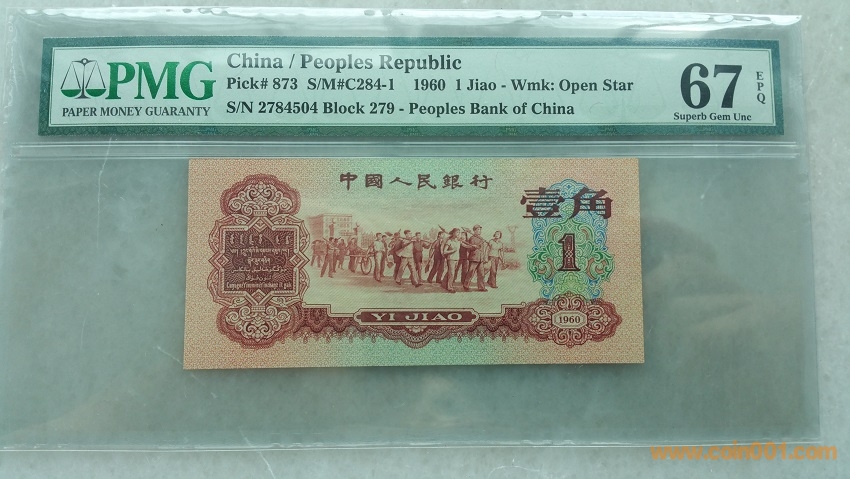 PMG
PAPER MONEY GUARANTY
China / Peoples Republic
Pick# 873 S/M#C284-1 1960 1 Jiao - Wmk: Open Star
S/N 2784504 Block 279 - Peoples Bank of China
67
EPQ
Superb Gem Unc
中國人民銀行
壹角
1
YI JIAO
1960
www.coin001.com